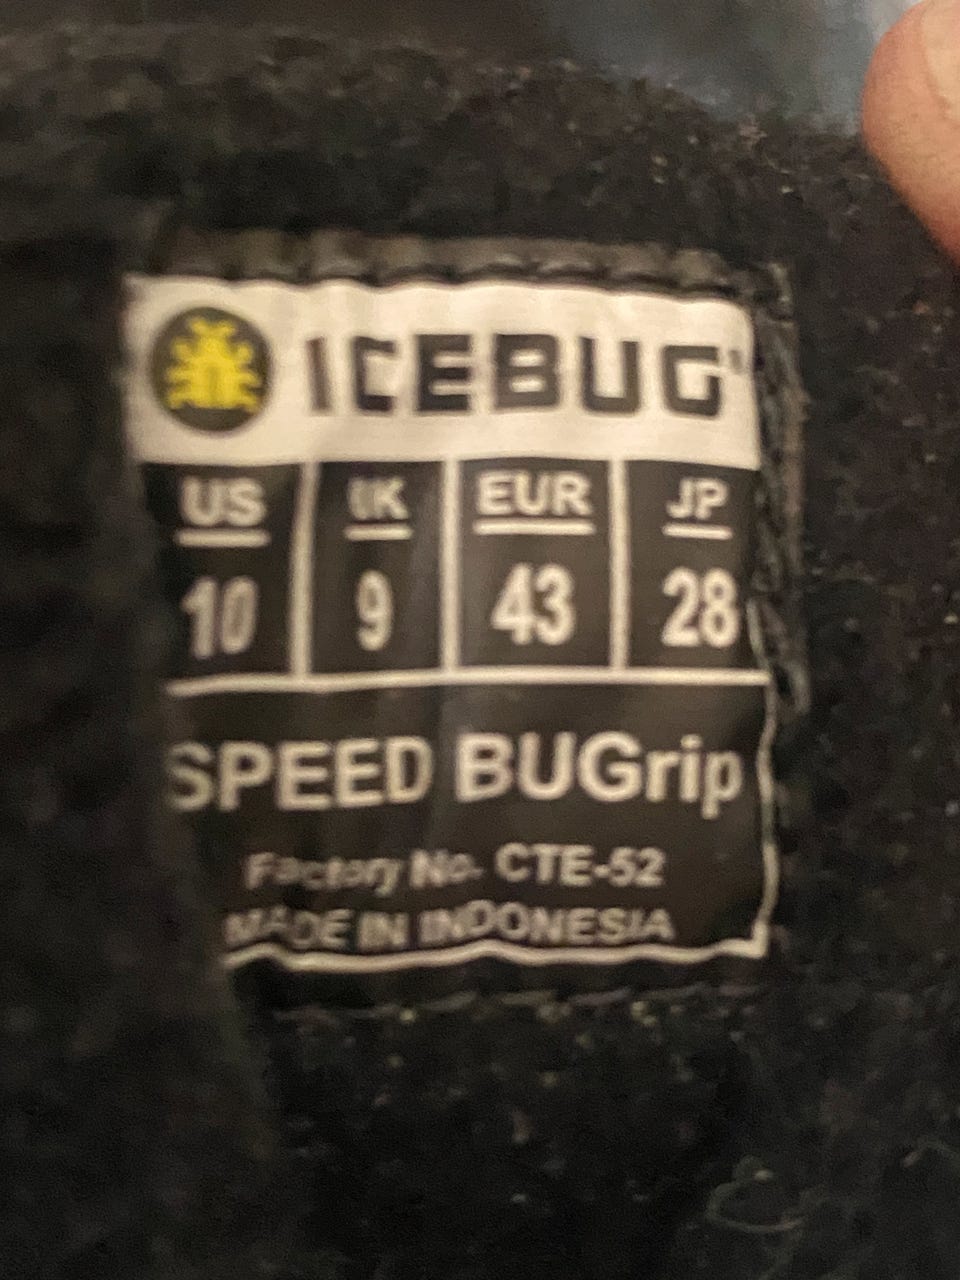 ICEBUG
US UK EUR JP
10 9 43 28
SPEED BUGrip
Factory No. CTE-52
MADE IN INDONESIA